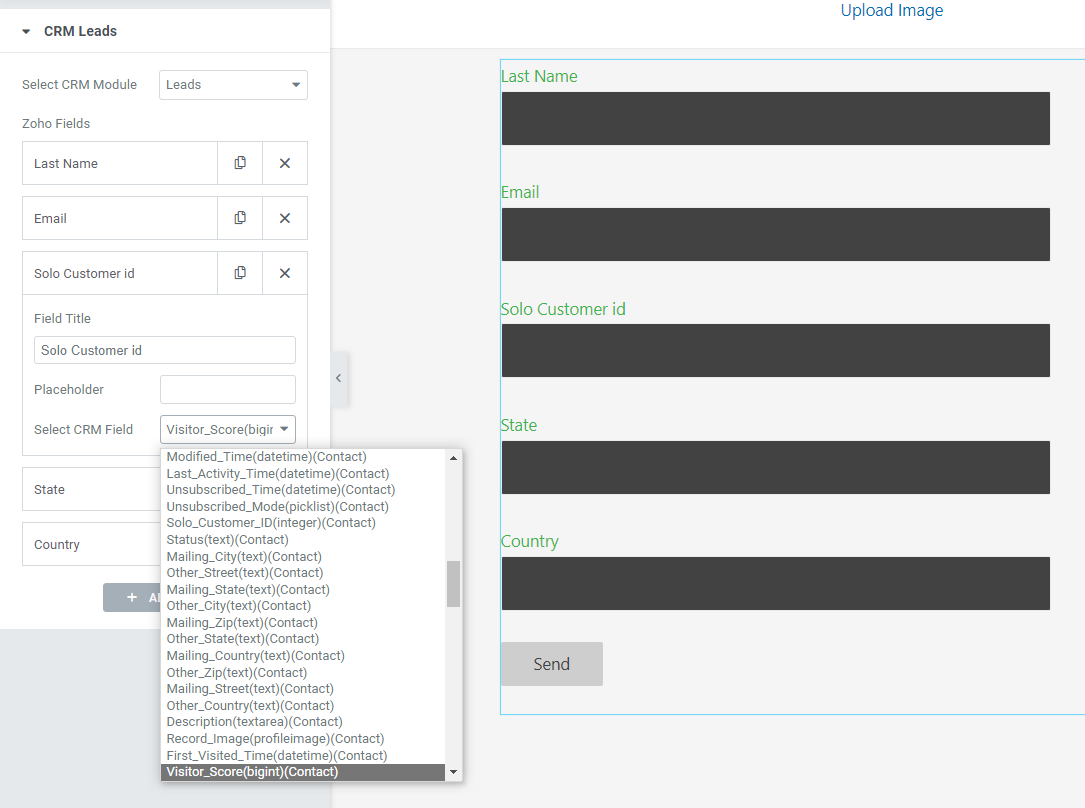 CRM Leads
Select CRM Module
Leads
Zoho Fields
Last Name
Email
Solo Customer id
Field Title
Solo Customer id
Placeholder
Select CRM Field
Visitor_Score(bigir
Modified_Time(datetime)(Contact)
Last_Activity_Time(datetime)(Contact)
Unsubscribed_Time(datetime)(Contact)
Unsubscribed_Mode(picklist)(Contact)
Solo_Customer_ID(integer)(Contact)
Status(text)(Contact)
Mailing_City(text)(Contact)
Other_Street(text)(Contact)
Mailing_State(text)(Contact)
Other_City(text)(Contact)
Mailing_Zip(text)(Contact)
Other_State(text)(Contact)
Mailing_Country(text)(Contact)
Other_Zip(text)(Contact)
Mailing_Street(text)(Contact)
Other_Country(text)(Contact)
Description(textarea)(Contact)
Record_Image(profileimage)(Contact)
First_Visited_Time(datetime)(Contact)
Visitor_Score(bigint)(Contact)
State
Country
Upload Image
Last Name
Email
Solo Customer id
State
Country
Send